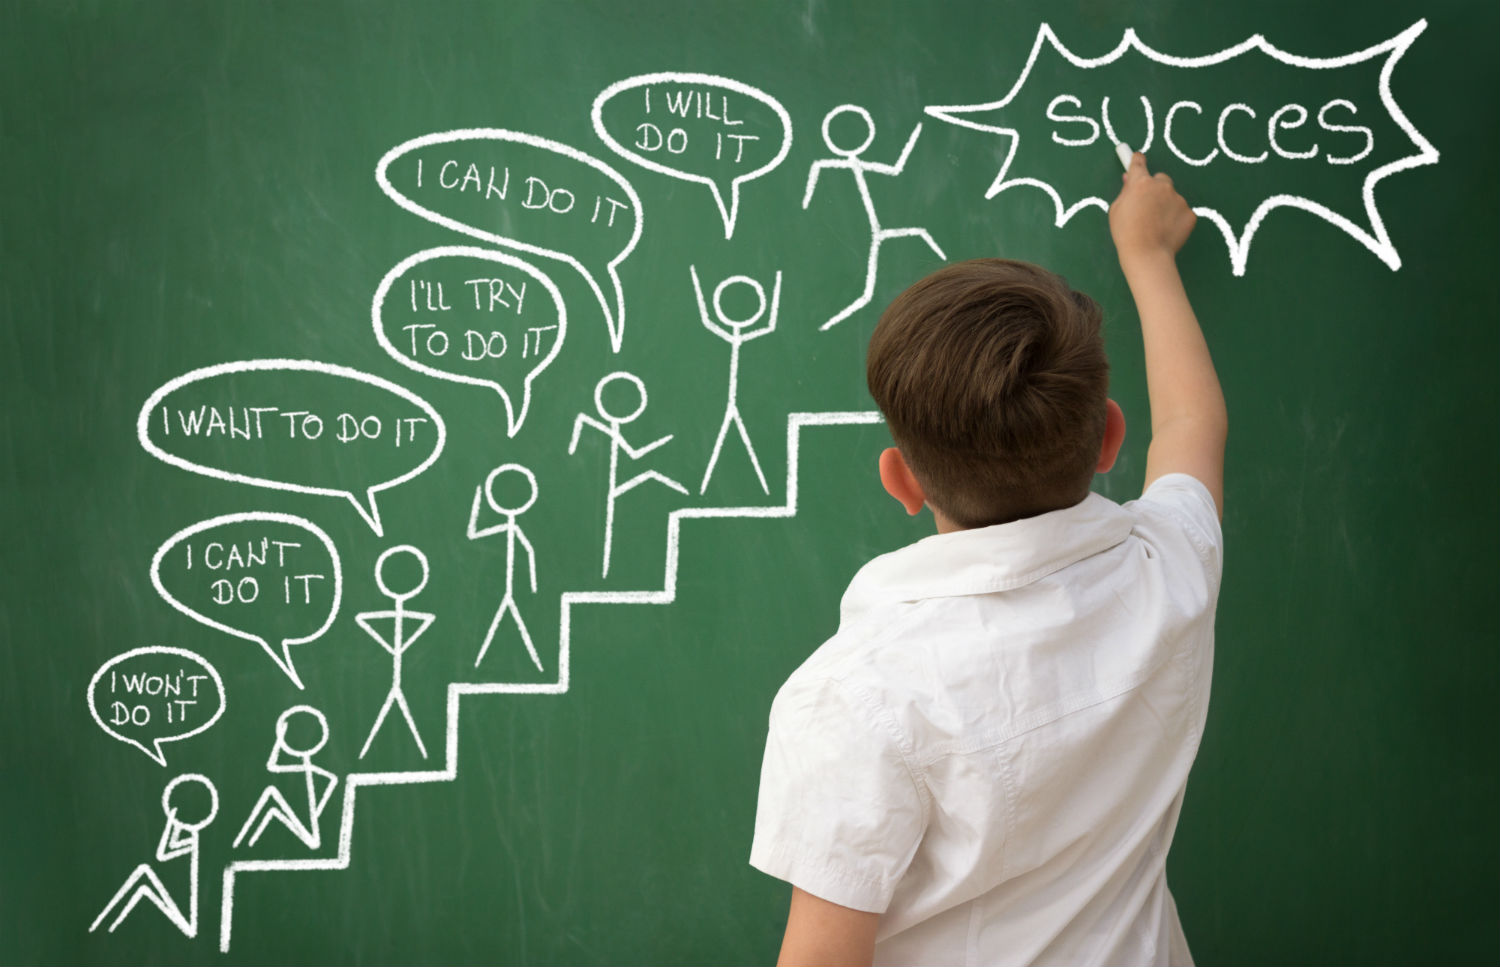 I WILL
DO IT
I CAN DO IT
I'LL TRY
TO DO IT
I WANT TO DO IT
I CAN'T
DO IT
I WON'T
DO IT
SUCCES